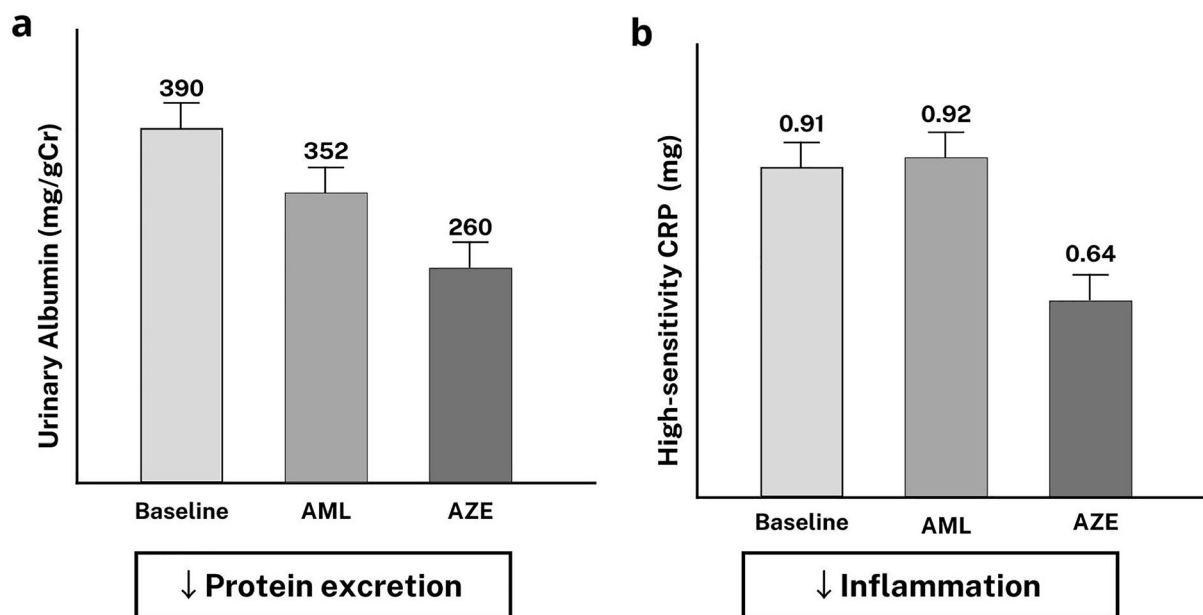 a
Urinary Albumin (mg/gCr)
390
352
260
Baseline
AML
AZE
↓ Protein excretion
b
High-sensitivity CRP (mg)
0.91
0.92
0.64
Baseline
AML
AZE
↓ Inflammation